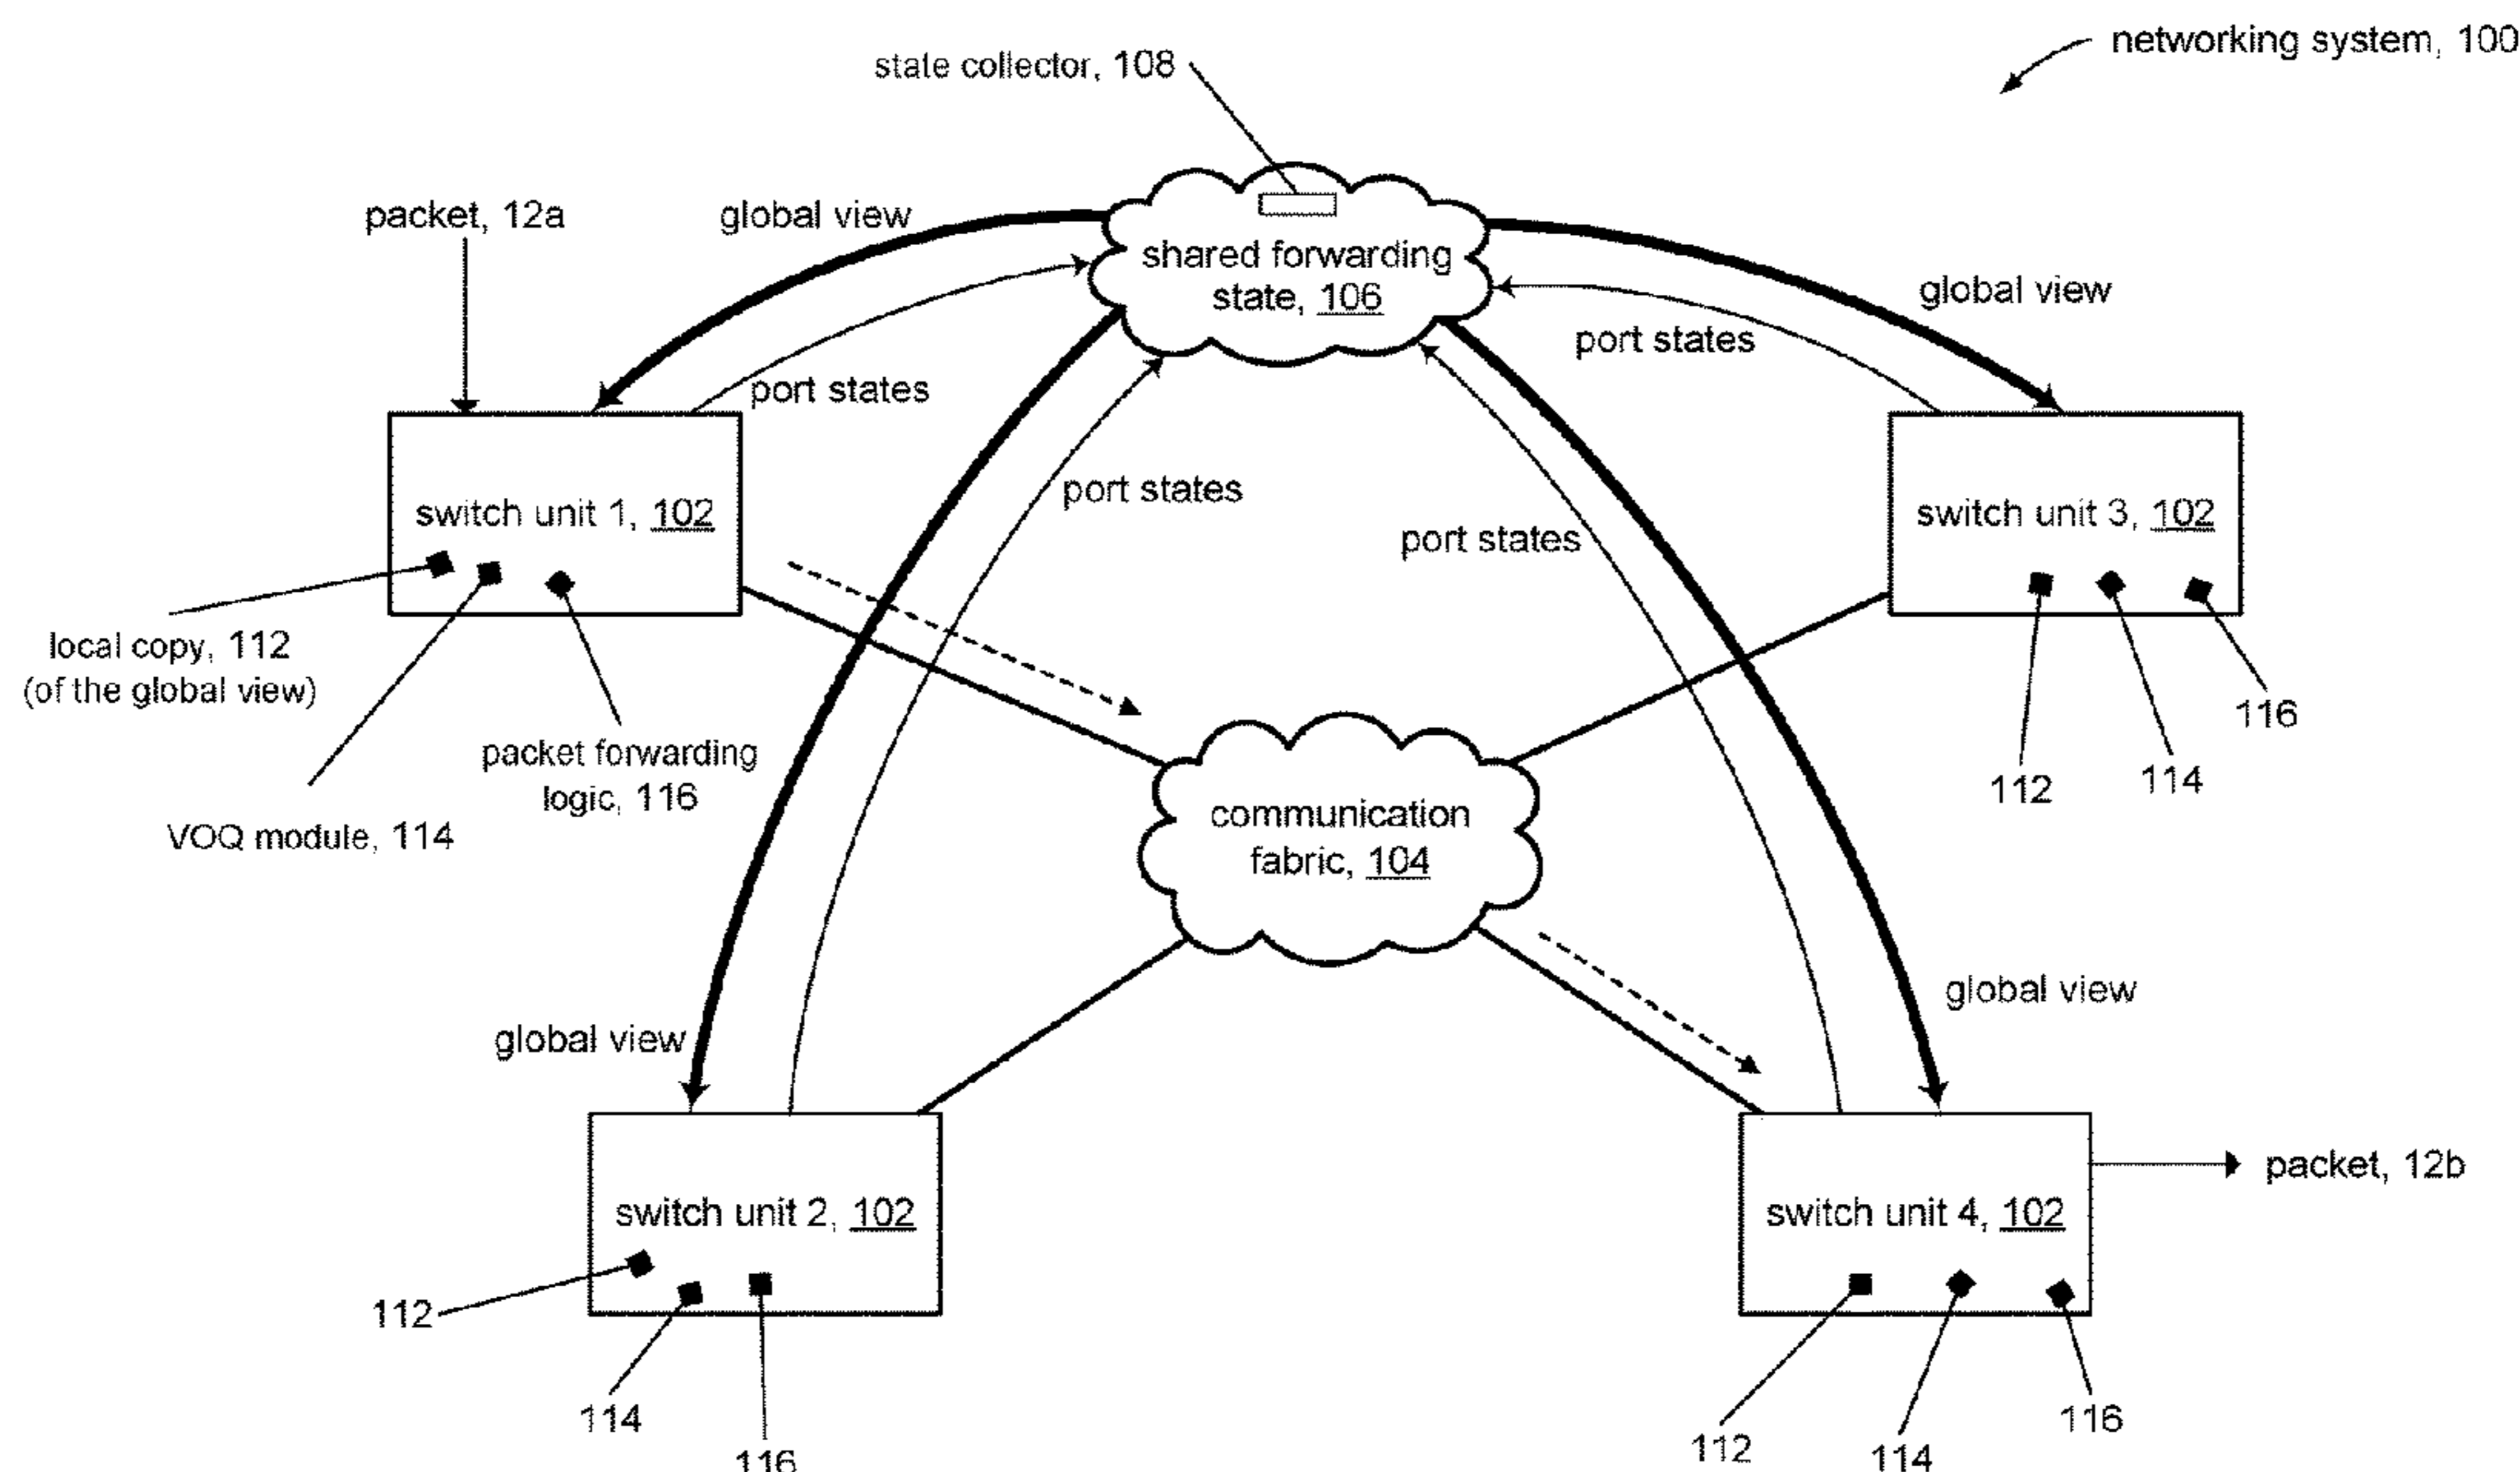 networking system, 100
state collector, 108
packet, 12a
global view
shared forwarding
state, 106
global view
port states
port states
switch unit 1, 102
port states
port states
switch unit 3, 102
local copy, 112
(of the global view)
packet forwarding
logic, 116
VOQ module, 114
116
114
112
communication
fabric, 104
global view
global view
packet, 12b
switch unit 2, 102
switch unit 4, 102
112
114
116
112
114
116